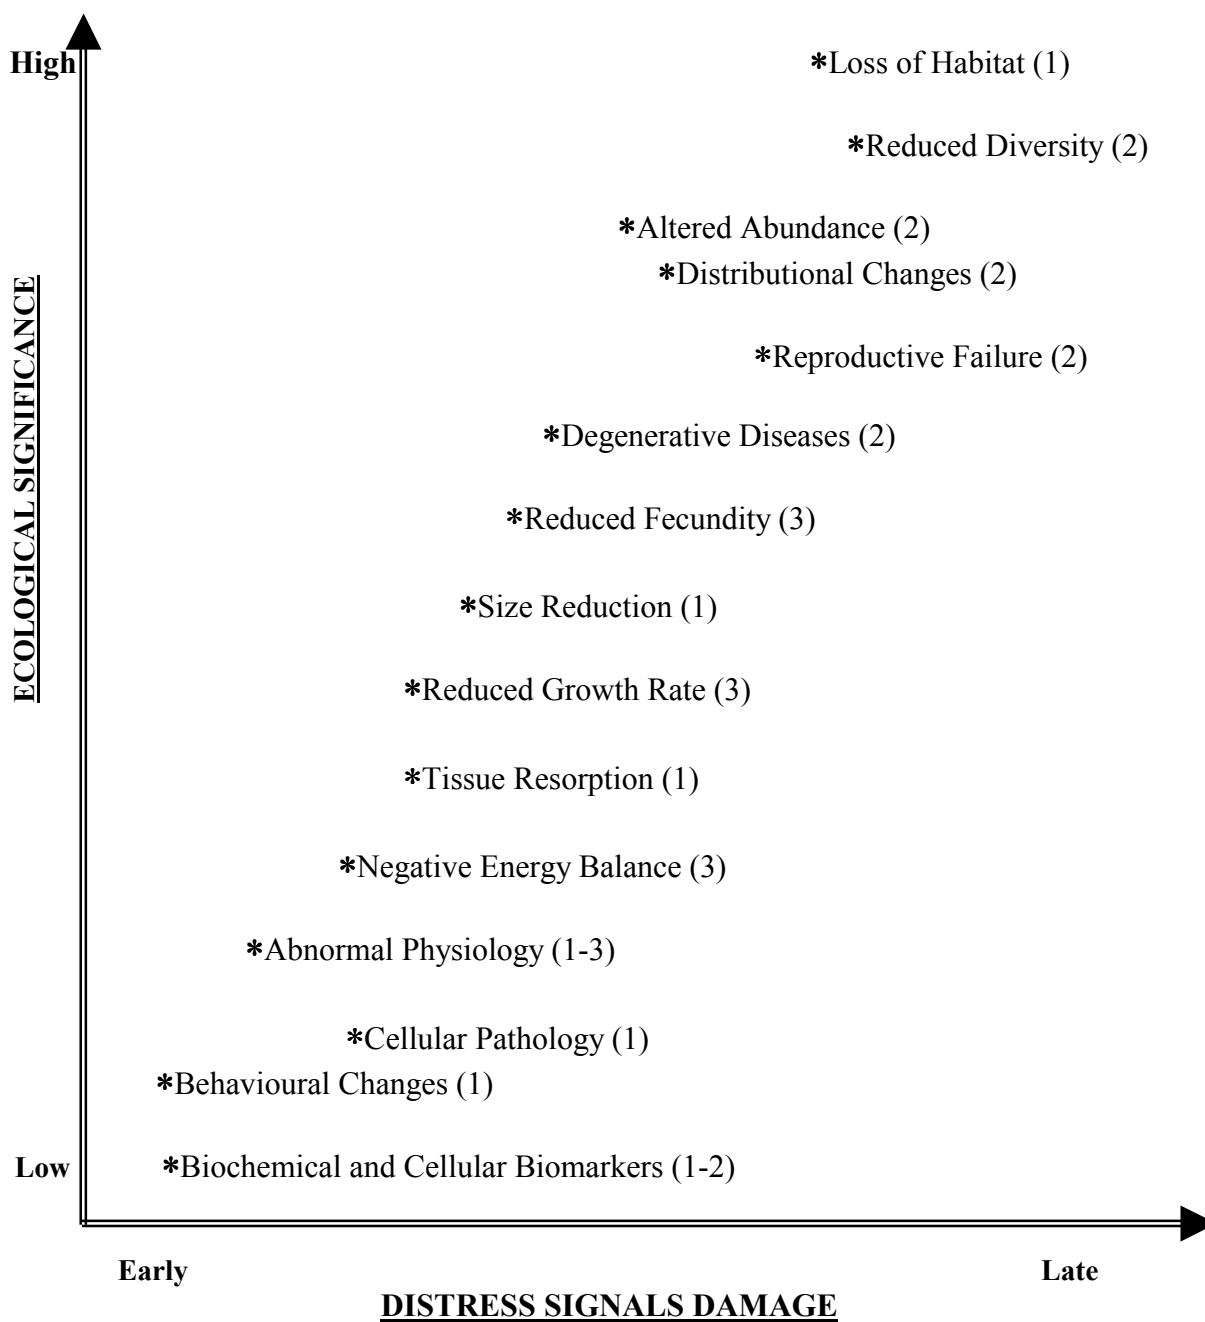 High
*Loss of Habitat (1)
*Reduced Diversity (2)
*Altered Abundance (2)
*Distributional Changes (2)
*Reproductive Failure (2)
*Degenerative Diseases (2)
*Reduced Fecundity (3)
*Size Reduction (1)
*Reduced Growth Rate (3)
*Tissue Resorption (1)
*Negative Energy Balance (3)
*Abnormal Physiology (1-3)
*Cellular Pathology (1)
*Behavioural Changes (1)
Low
*Biochemical and Cellular Biomarkers (1-2)
ECOLOGICAL SIGNIFICANCE
Early
Late
DISTRESS SIGNALS DAMAGE